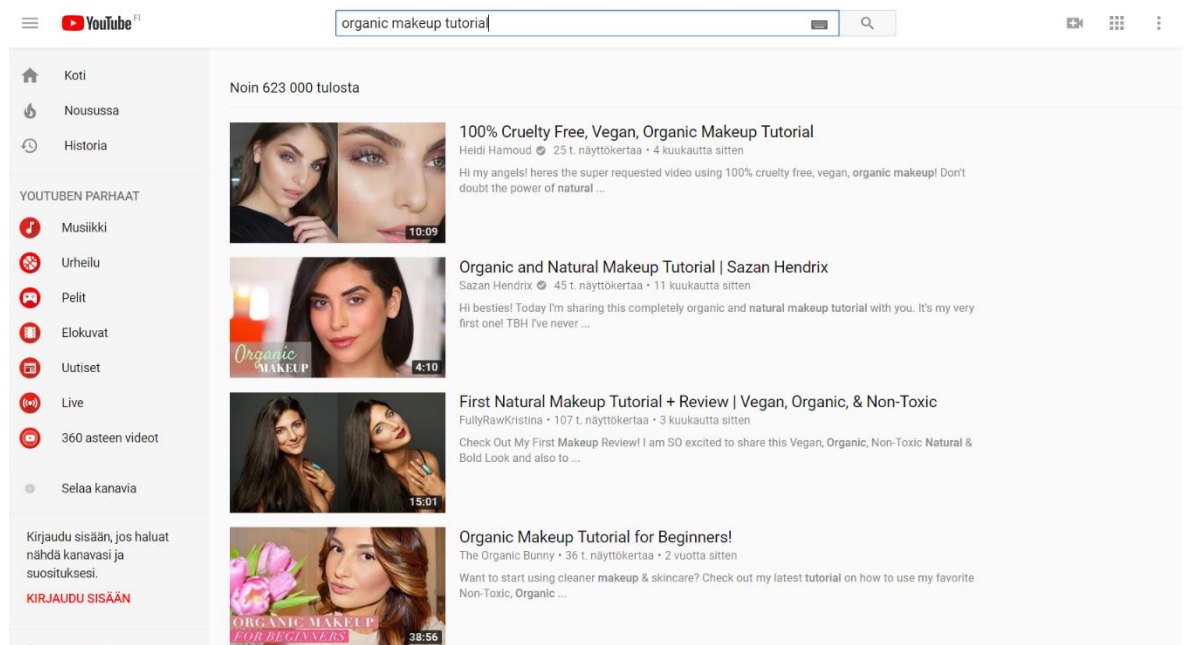 YouTube FI
organic makeup tutorial
Koti
Nousussa
Historia
YOUTUBEN PARHAAT
Musiikki
Urheilu
Pelit
Elokuvat
Uutiset
Live
360 asteen videot
Selaa kanavia
Kirjaudu sisään, jos haluat
nähdä kanavasi ja
suosituksesi.
KIRJAUDU SISÄÄN
Noin 623 000 tulosta
10:09
100% Cruelty Free, Vegan, Organic Makeup Tutorial
Heidi Hamoud 25 t. näyttökertaa • 4 kuukautta sitten
Hi my angels! heres the super requested video using 100% cruelty free, vegan, organic makeup! Don't
doubt the power of natural ...
Organic
MAKEUP
4:10
Organic and Natural Makeup Tutorial | Sazan Hendrix
Sazan Hendrix 45 t. näyttökertaa • 11 kuukautta sitten
Hi besties! Today I'm sharing this completely organic and natural makeup tutorial with you. It's my very
first one! TBH I've never ...
15:01
First Natural Makeup Tutorial + Review | Vegan, Organic, & Non-Toxic
FullyRawKristina • 107 t. näyttökertaa • 3 kuukautta sitten
Check Out My First Makeup Review! I am SO excited to share this Vegan, Organic, Non-Toxic Natural &
Bold Look and also to ...
ORGANIC MAKEUP
FOR BEGINNERS
38:56
Organic Makeup Tutorial for Beginners!
The Organic Bunny • 36 t. näyttökertaa • 2 vuotta sitten
Want to start using cleaner makeup & skincare? Check out my latest tutorial on how to use my favorite
Non-Toxic, Organic ...